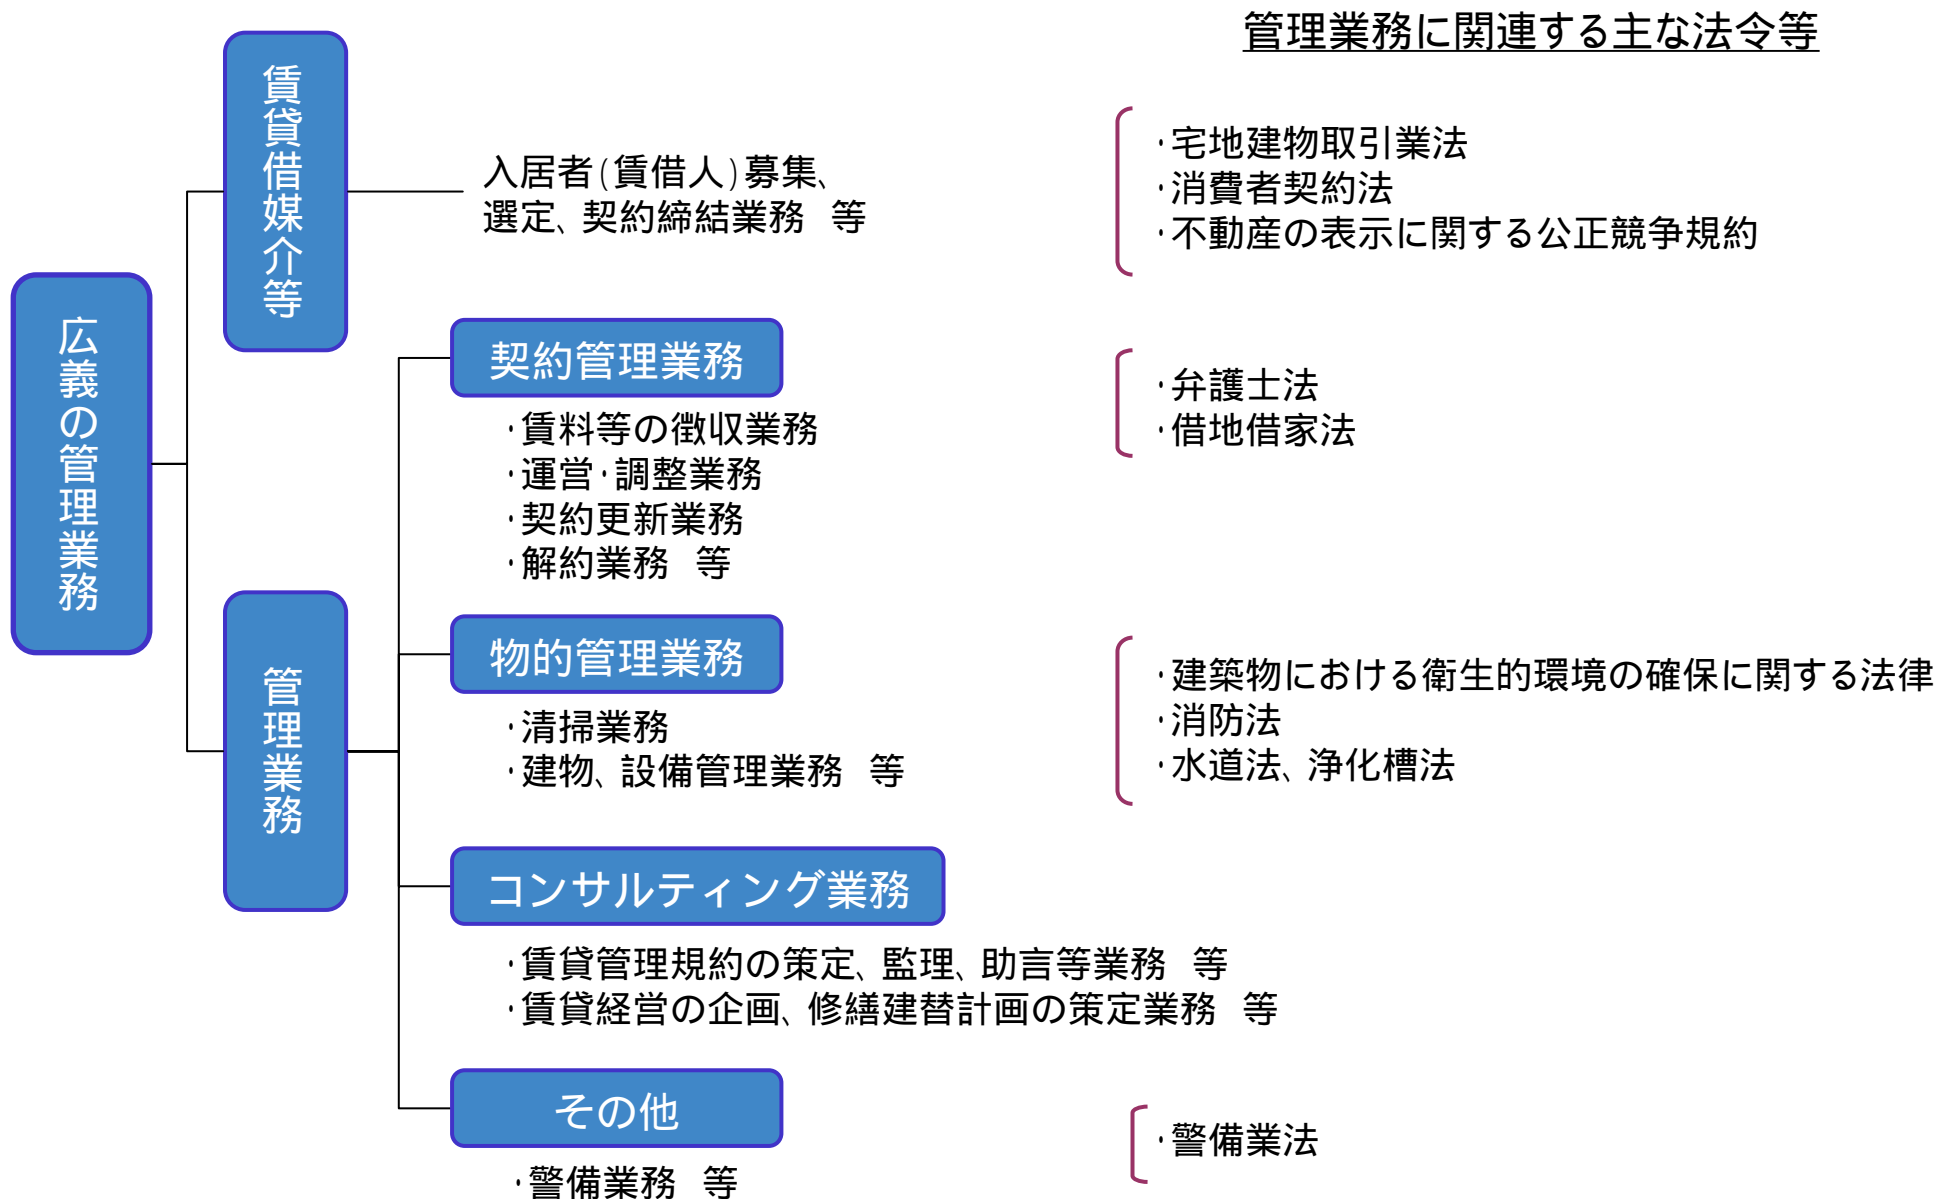 管理業務に関連する主な法令等
広義の管理業務
賃貸借媒介等
入居者(賃借人)募集、
選定、契約締結業務 等
・宅地建物取引業法
・消費者契約法
・不動産の表示に関する公正競争規約
管理業務
契約管理業務
・賃料等の徴収業務
・運営・調整業務
・契約更新業務
・解約業務 等
・弁護士法
・借地借家法
物的管理業務
・清掃業務
・建物、設備管理業務 等
・建築物における衛生的環境の確保に関する法律
・消防法
・水道法、浄化槽法
コンサルティング業務
・賃貸管理規約の策定、監理、助言等業務 等
・賃貸経営の企画、修繕建替計画の策定業務 等
その他
・警備業務 等
・警備業法